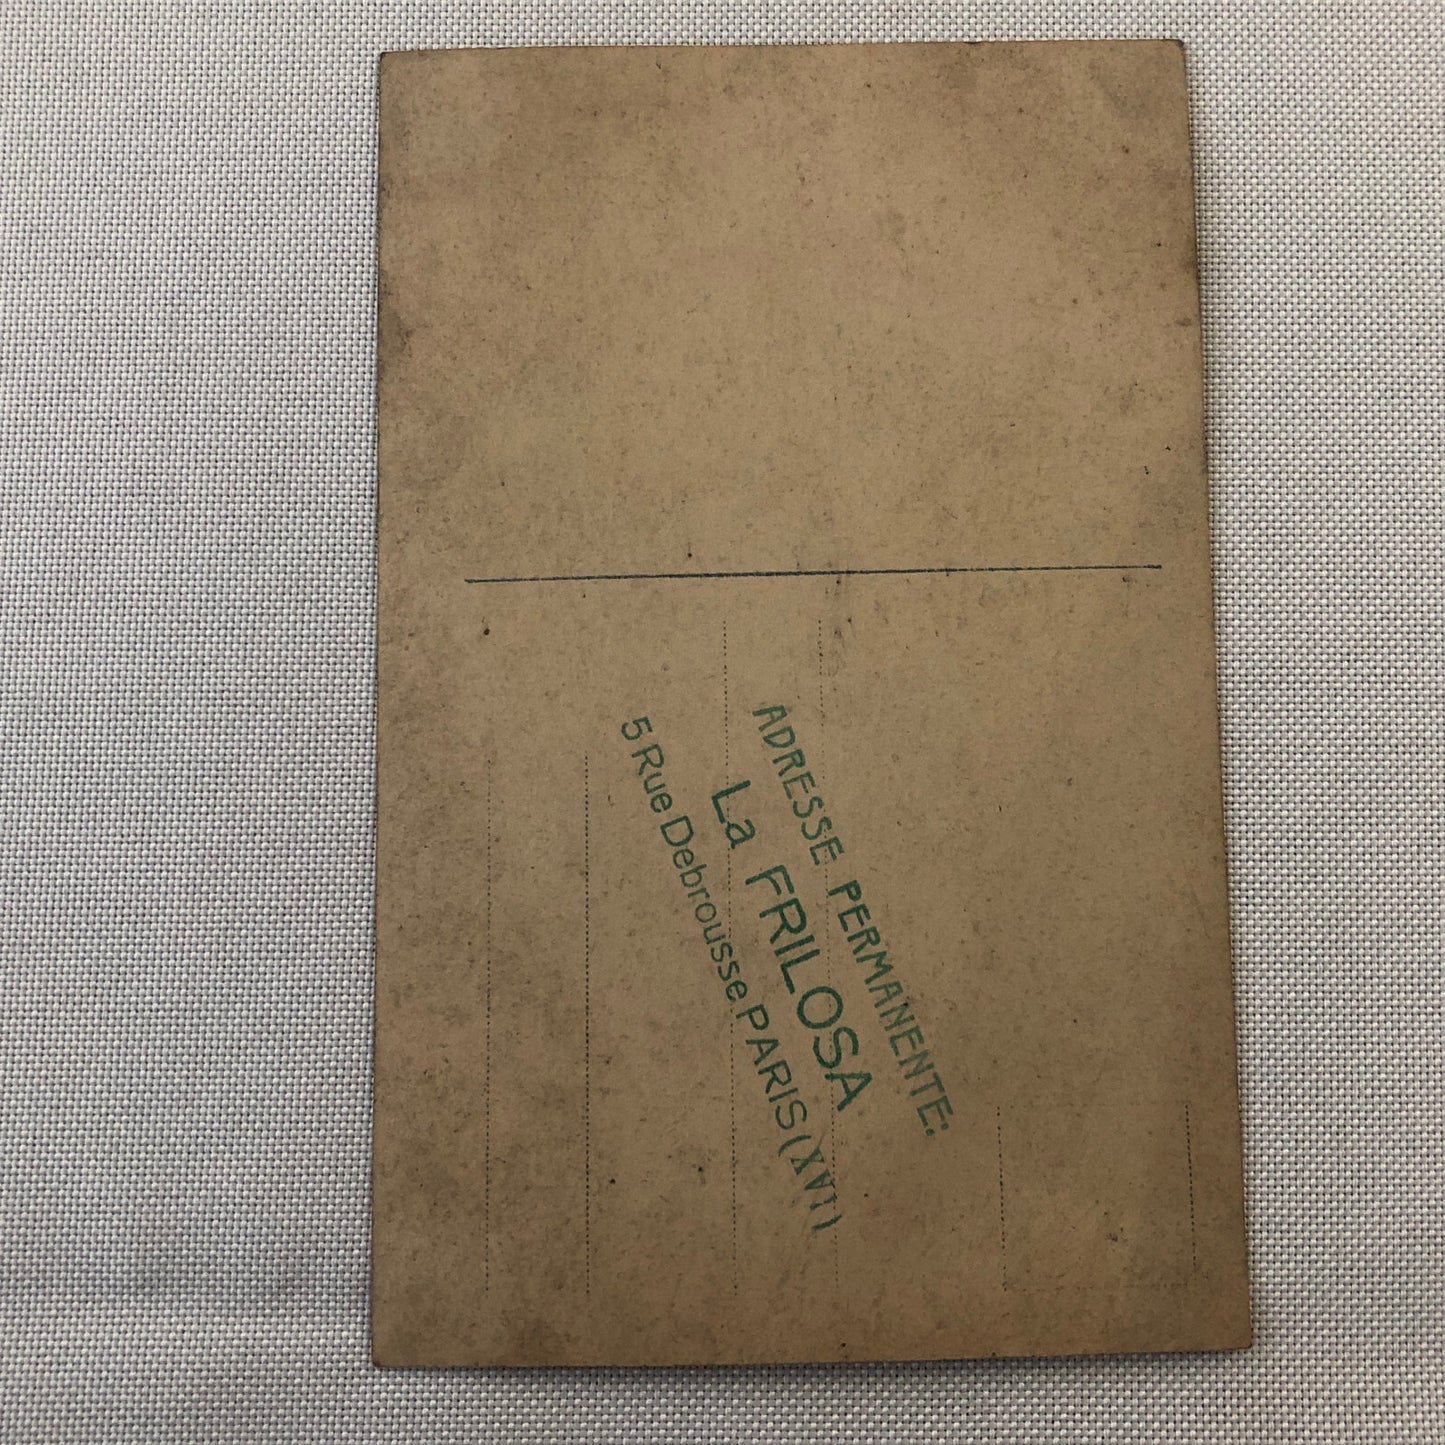 ADRESSE PERMANENTE:
La FRILOSA
5 Rue Debrousse, PARIS (XVI)